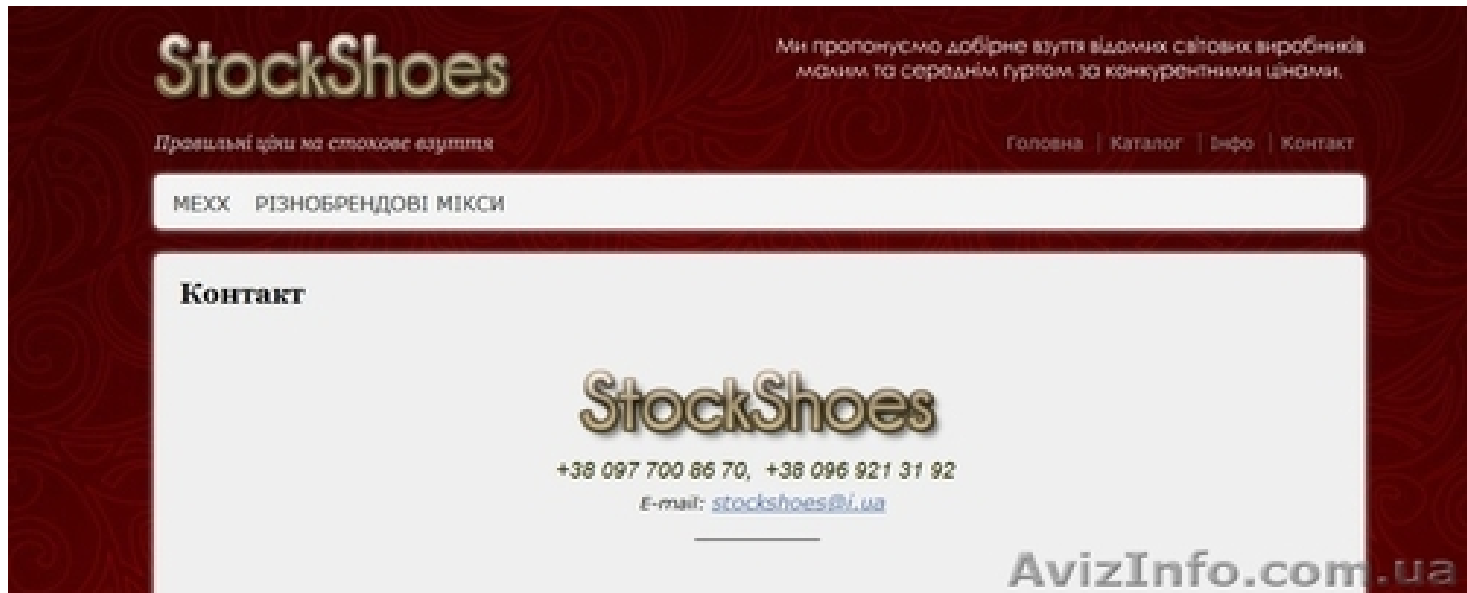 StockShoes
Ми пропонуємо добірне взуття відомих світових виробників
малим та середнім гуртом за конкурентними цінами.
Правильні ціни на стокове взуття
Головна | Каталог | Інфо | Контакт
MEXX РІЗНОБРЕНДОВІ МІКСИ
Контакт
StockShoes
+38 097 700 86 70, +38 096 921 31 92
E-mail: stockshoes@i.ua
AvizInfo.com.ua